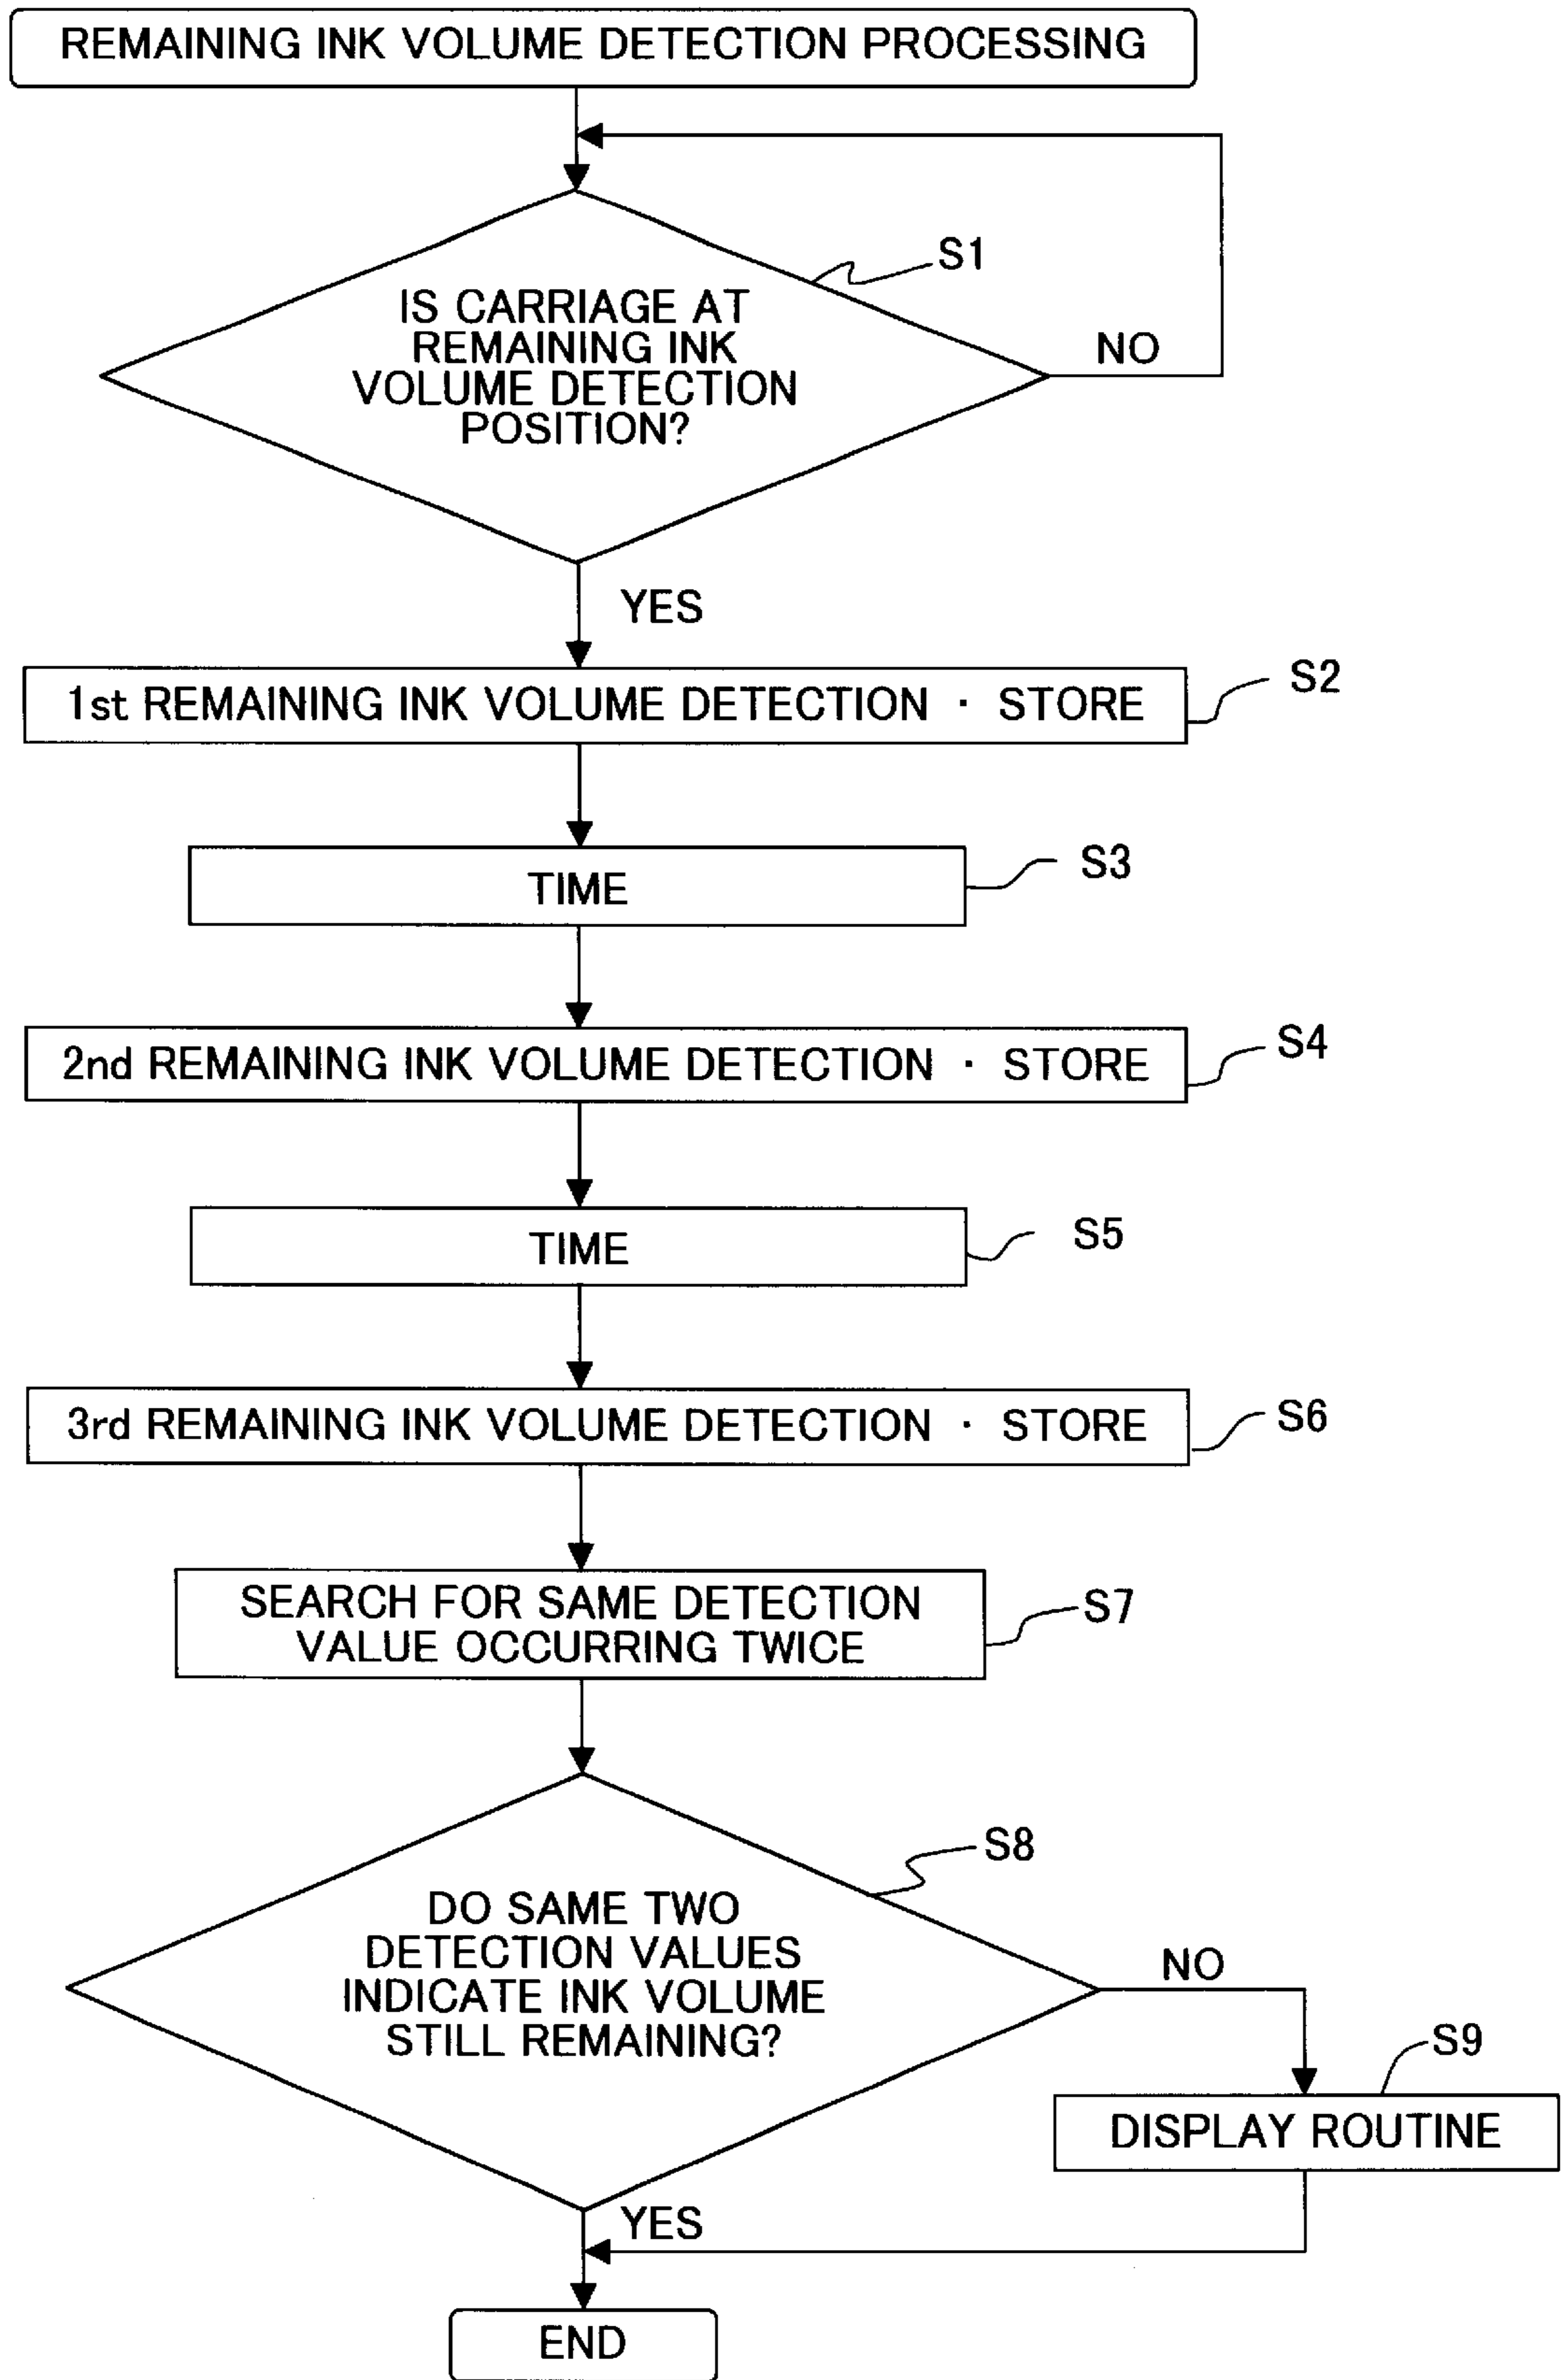 REMAINING INK VOLUME DETECTION PROCESSING
S1
IS CARRIAGE AT
REMAINING INK
VOLUME DETECTION
POSITION?
NO
YES
1st REMAINING INK VOLUME DETECTION · STORE
S2
TIME
S3
2nd REMAINING INK VOLUME DETECTION · STORE
S4
TIME
S5
3rd REMAINING INK VOLUME DETECTION · STORE
S6
SEARCH FOR SAME DETECTION
VALUE OCCURRING TWICE
S7
S8
DO SAME TWO
DETECTION VALUES
INDICATE INK VOLUME
STILL REMAINING?
NO
S9
DISPLAY ROUTINE
YES
END